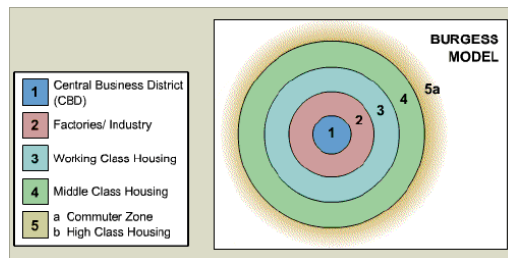 BURGESS
MODEL
1 Central Business District
(CBD)
2 Factories/ Industry
3 Working Class Housing
4 Middle Class Housing
5 a Commuter Zone
b High Class Housing
1
2
3
4
5a